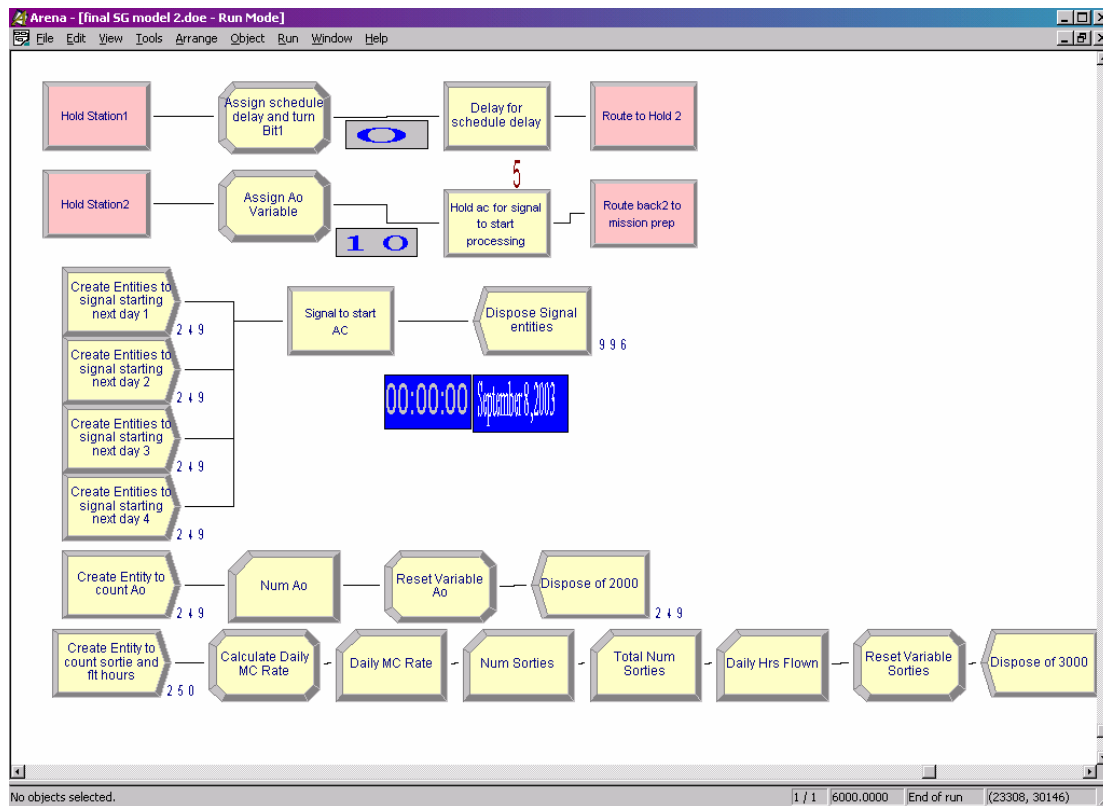 Arena - [final SG model 2.doe - Run Mode]
File Edit View Tools Arrange Object Run Window Help
Hold Station1
Assign schedule
delay and turn
Bit1
0
Delay for
schedule delay
Route to Hold 2
Hold Station2
Assign Ao
Variable
1 0
5
Hold ac for signal
to start
processing
Route back2 to
mission prep
Create Entities to
signal starting
next day 1
2 4 9
Create Entities to
signal starting
next day 2
2 4 9
Create Entities to
signal starting
next day 3
2 4 9
Create Entities to
signal starting
next day 4
2 4 9
Signal to start
AC
Dispose Signal
entities
9 9 6
00:00:00
September 8,2003
Create Entity to
count Ao
2 4 9
Num Ao
Reset Variable
Ao
Dispose of 2000
2 4 9
Create Entity to
count sortie and
flt hours
2 5 0
Calculate Daily
MC Rate
Daily MC Rate
Num Sorties
Total Num
Sorties
Daily Hrs Flown
Reset Variable
Sorties
Dispose of 3000
No objects selected.
1 / 1
6000.0000
End of run
(23308, 30146)